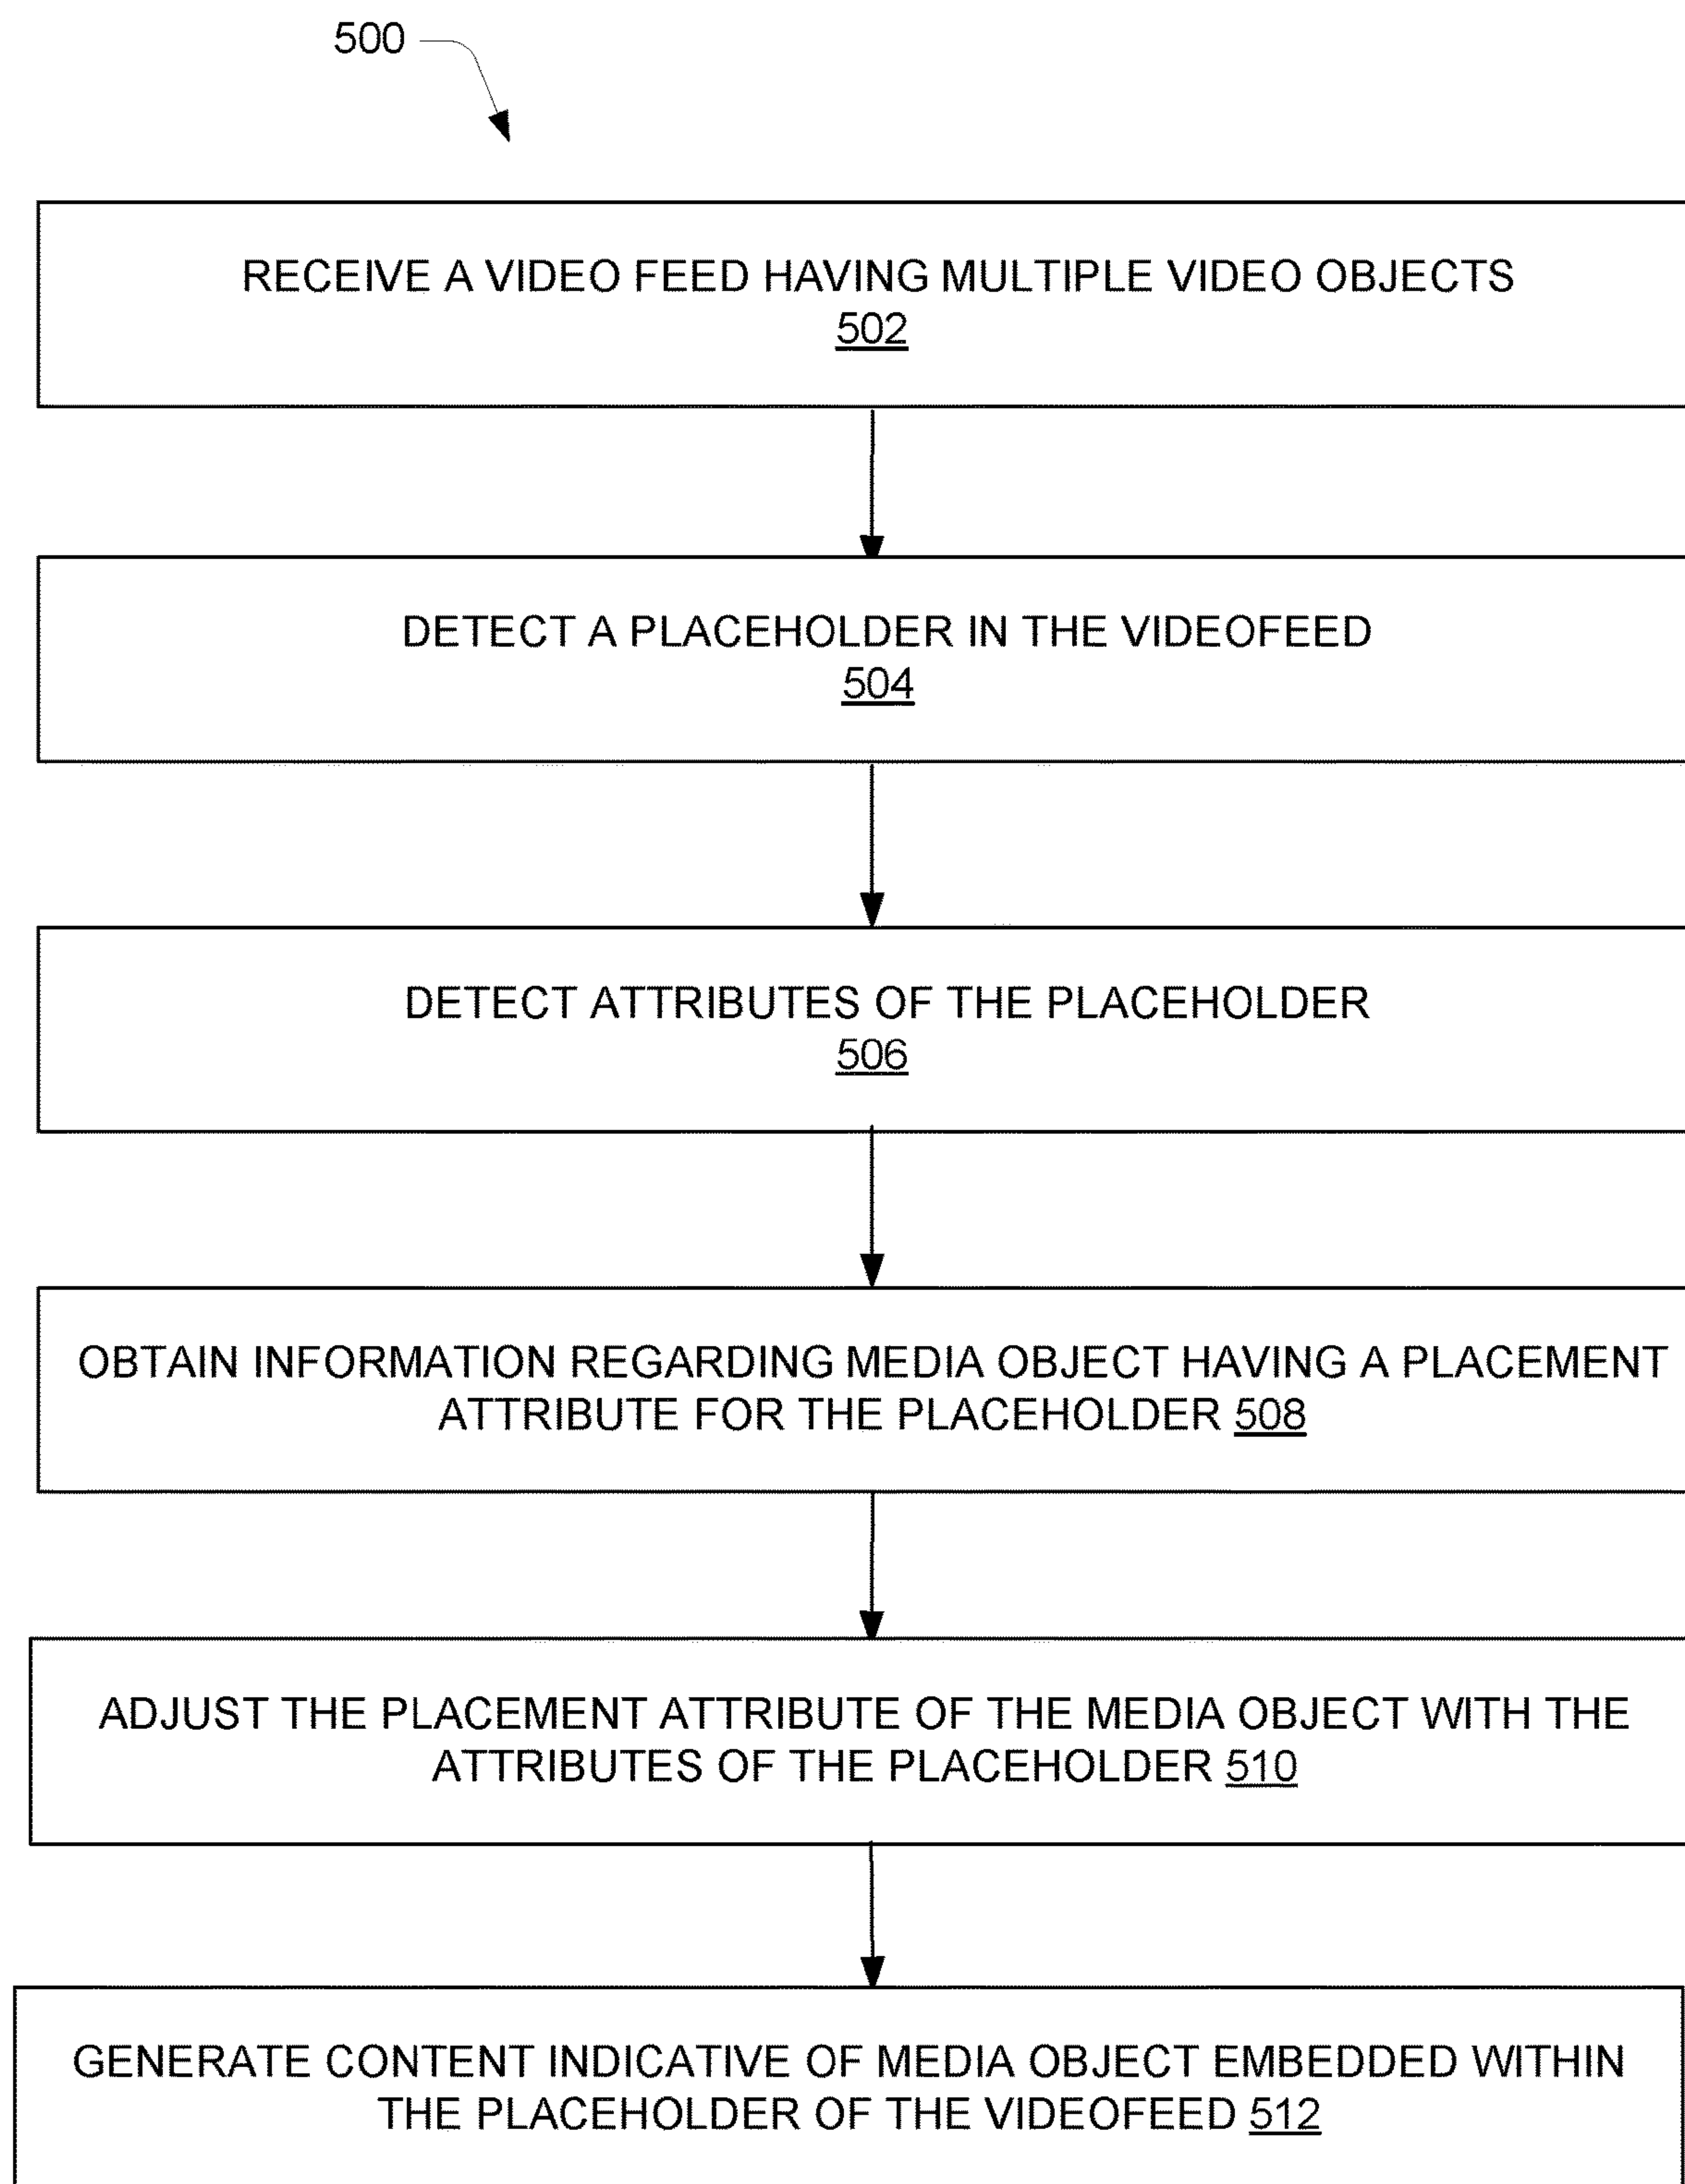 500
RECEIVE A VIDEO FEED HAVING MULTIPLE VIDEO OBJECTS
502
DETECT A PLACEHOLDER IN THE VIDEOFEED
504
DETECT ATTRIBUTES OF THE PLACEHOLDER
506
OBTAIN INFORMATION REGARDING MEDIA OBJECT HAVING A PLACEMENT
ATTRIBUTE FOR THE PLACEHOLDER 508
ADJUST THE PLACEMENT ATTRIBUTE OF THE MEDIA OBJECT WITH THE
ATTRIBUTES OF THE PLACEHOLDER 510
GENERATE CONTENT INDICATIVE OF MEDIA OBJECT EMBEDDED WITHIN
THE PLACEHOLDER OF THE VIDEOFEED 512